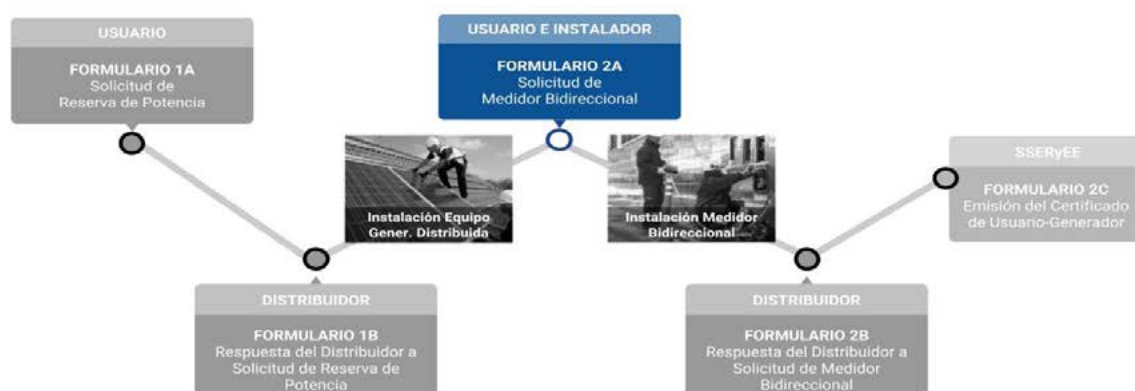 USUARIO
FORMULARIO 1A
Solicitud de
Reserva de Potencia
DISTRIBUIDOR
FORMULARIO 1B
Respuesta del Distribuidor a
Solicitud de Reserva de
Potencia
Instalación Equipo
Gener. Distribuida
USUARIO E INSTALADOR
FORMULARIO 2A
Solicitud de
Medidor Bidireccional
Instalación Medidor
Bidireccional
DISTRIBUIDOR
FORMULARIO 2B
Respuesta del Distribuidor a
Solicitud de Medidor
Bidireccional
SSERyEE
FORMULARIO 2C
Emisión del Certificado
de Usuario-Generador